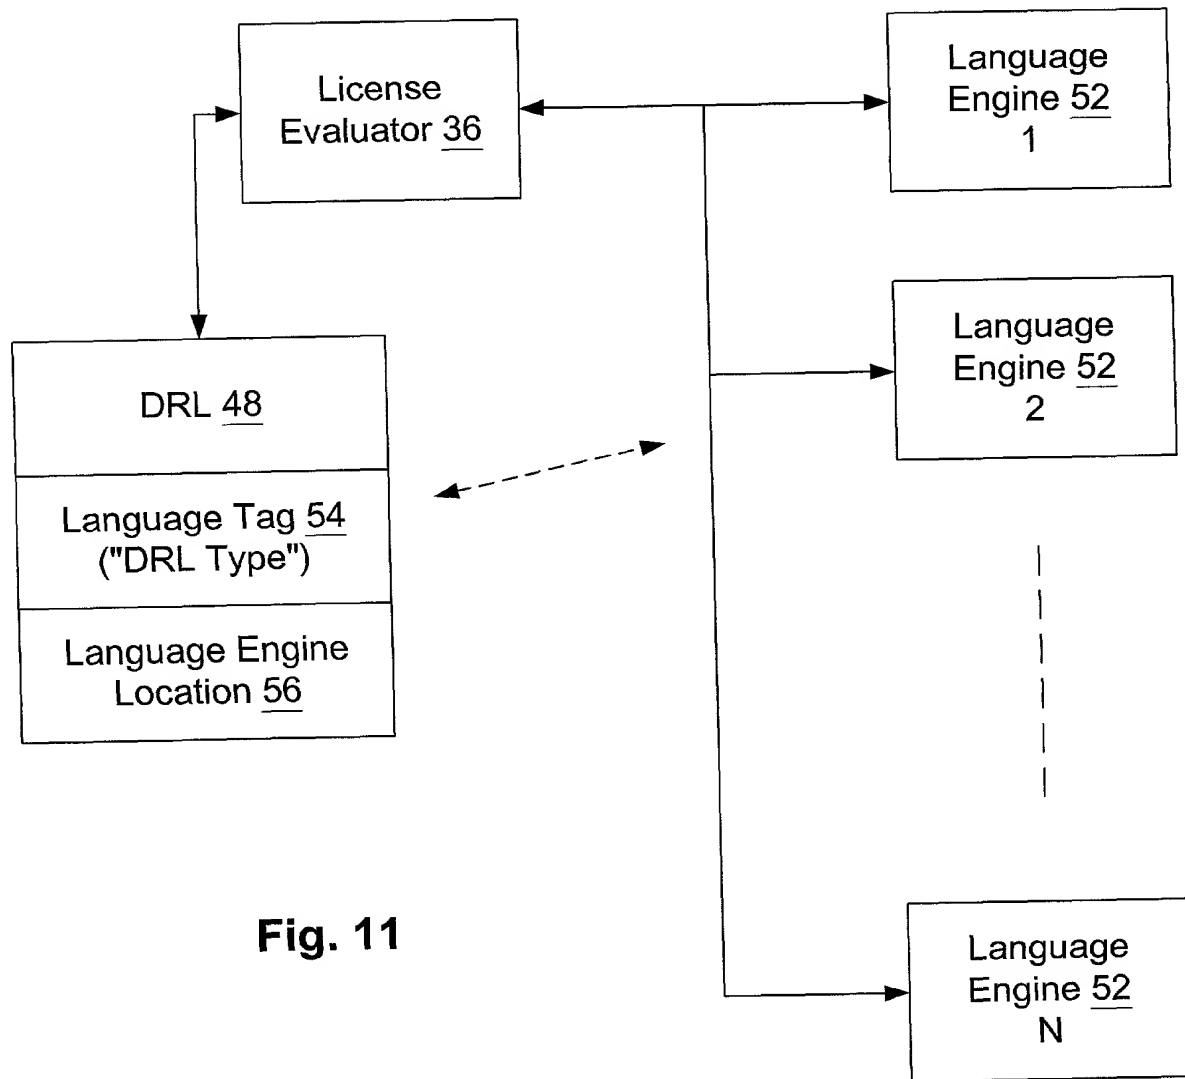 License
Evaluator 36
Language
Engine 52
1
Language
Engine 52
2
DRL 48
Language Tag 54
("DRL Type")
Language Engine
Location 56
Fig. 11
Language
Engine 52
N